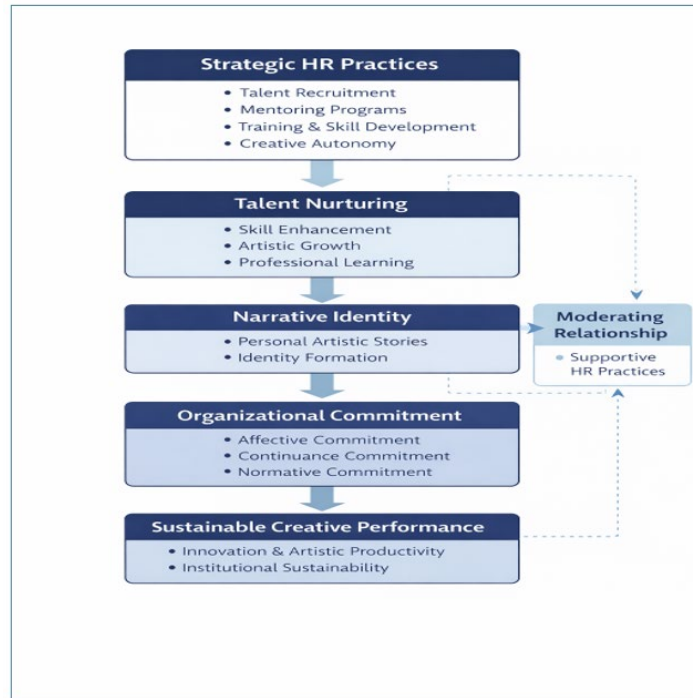 Strategic HR Practices
• Talent Recruitment
• Mentoring Programs
• Training & Skill Development
• Creative Autonomy
Talent Nurturing
• Skill Enhancement
• Artistic Growth
• Professional Learning
Narrative Identity
• Personal Artistic Stories
• Identity Formation
Moderating
Relationship
• Supportive
HR Practices
Organizational Commitment
• Affective Commitment
• Continuance Commitment
• Normative Commitment
Sustainable Creative Performance
• Innovation & Artistic Productivity
• Institutional Sustainability